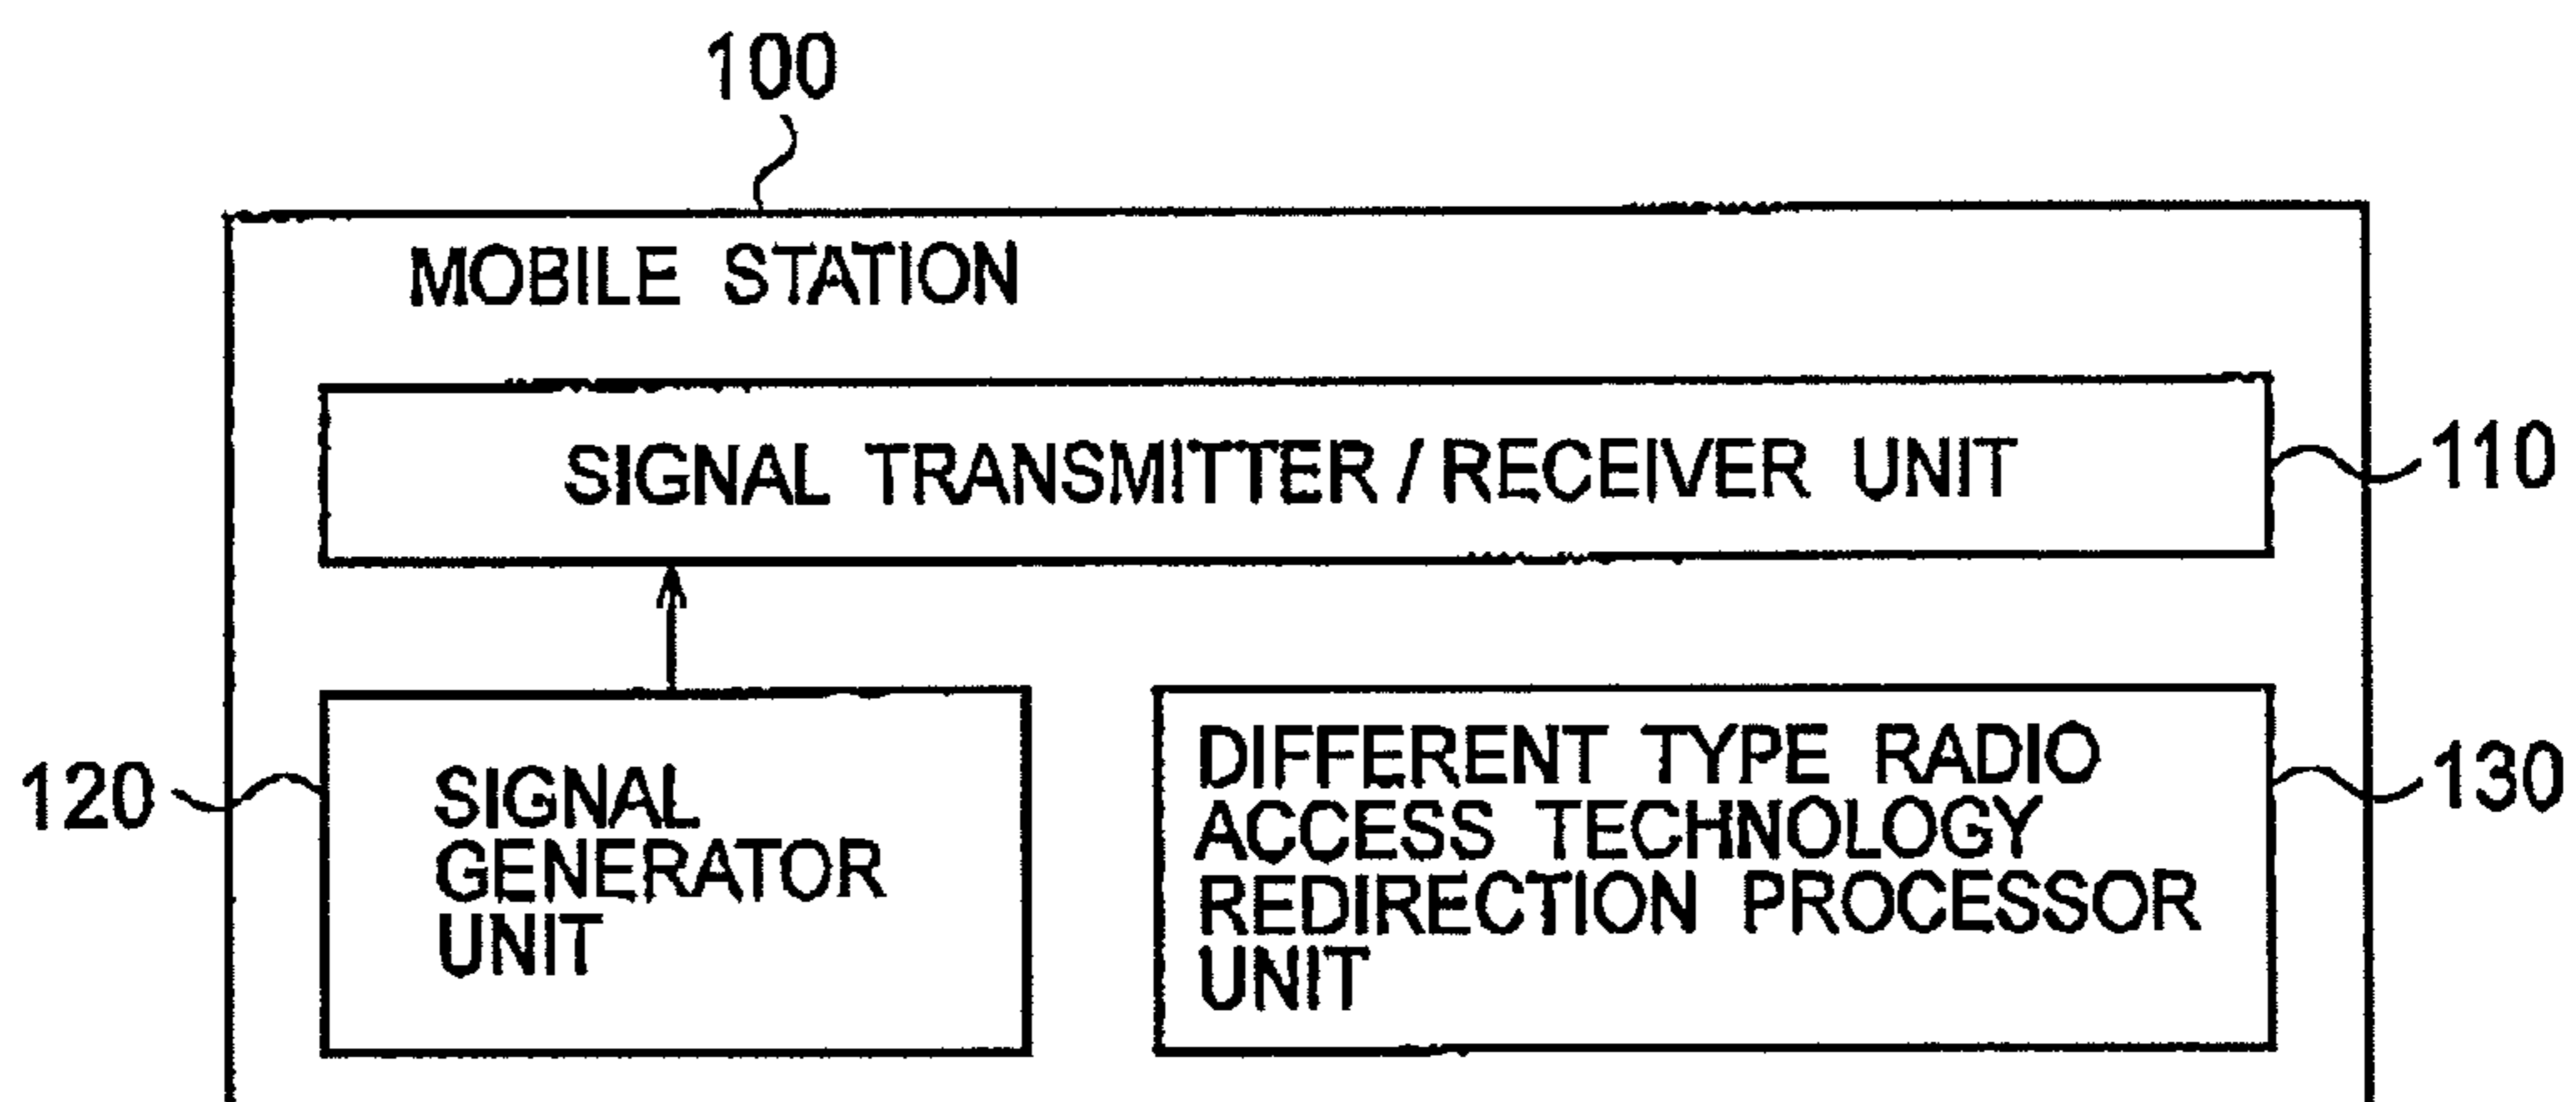 100
MOBILE STATION
SIGNAL TRANSMITTER / RECEIVER UNIT
110
120
SIGNAL
GENERATOR
UNIT
DIFFERENT TYPE RADIO
ACCESS TECHNOLOGY
REDIRECTION PROCESSOR
UNIT
130